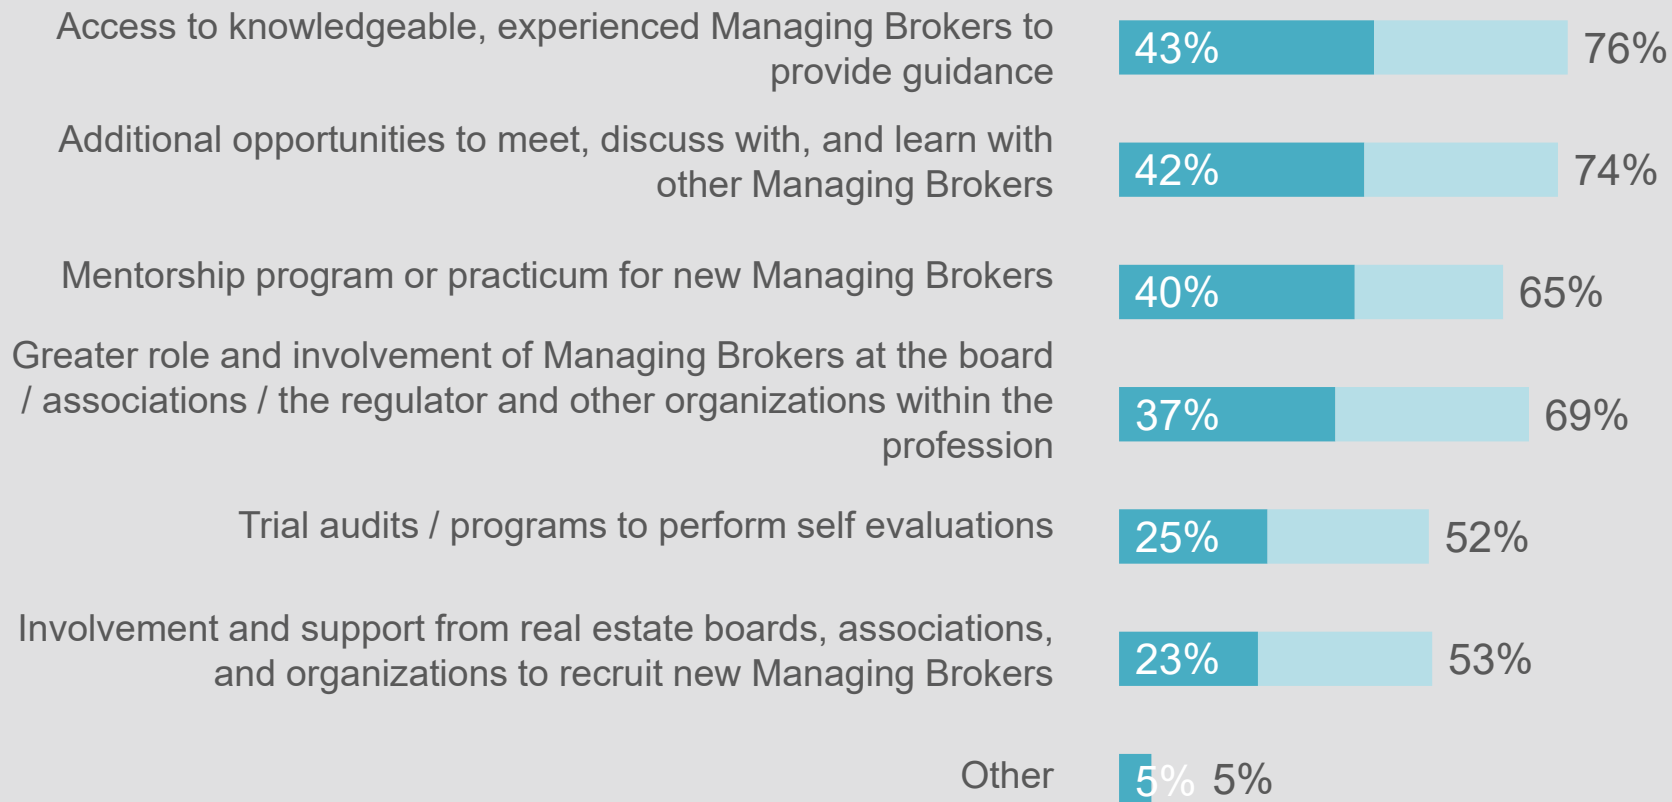 Access to knowledgeable, experienced Managing Brokers to
provide guidance
43% 76%
Additional opportunities to meet, discuss with, and learn with
other Managing Brokers
42% 74%
Mentorship program or practicum for new Managing Brokers
40% 65%
Greater role and involvement of Managing Brokers at the board
/ associations / the regulator and other organizations within the
profession
37% 69%
Trial audits / programs to perform self evaluations
25% 52%
Involvement and support from real estate boards, associations,
and organizations to recruit new Managing Brokers
23% 53%
Other
5% 5%